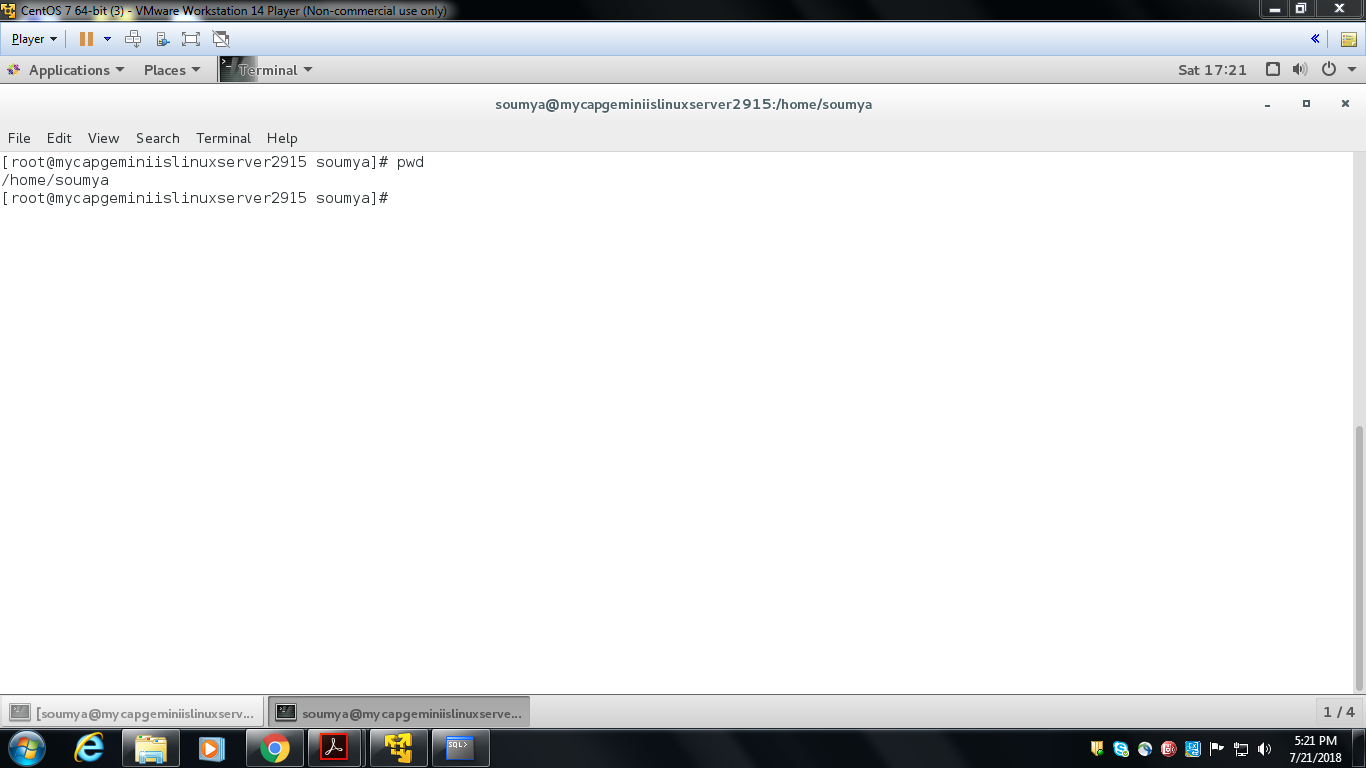 CentOS 7 64-bit (3) - VMware Workstation 14 Player (Non-commercial use only)
Player
Applications Places Terminal Sat 17:21
soumya@mycapgeminiislinuxserver2915:/home/soumya
File Edit View Search Terminal Help
[root@mycapgeminiislinuxserver2915 soumya]# pwd
/home/soumya
[root@mycapgeminiislinuxserver2915 soumya]#
[soumya@mycapgeminiislinuxserv... soumya@mycapgeminiislinuxserve... 1 / 4
SQL>
5:21 PM
7/21/2018